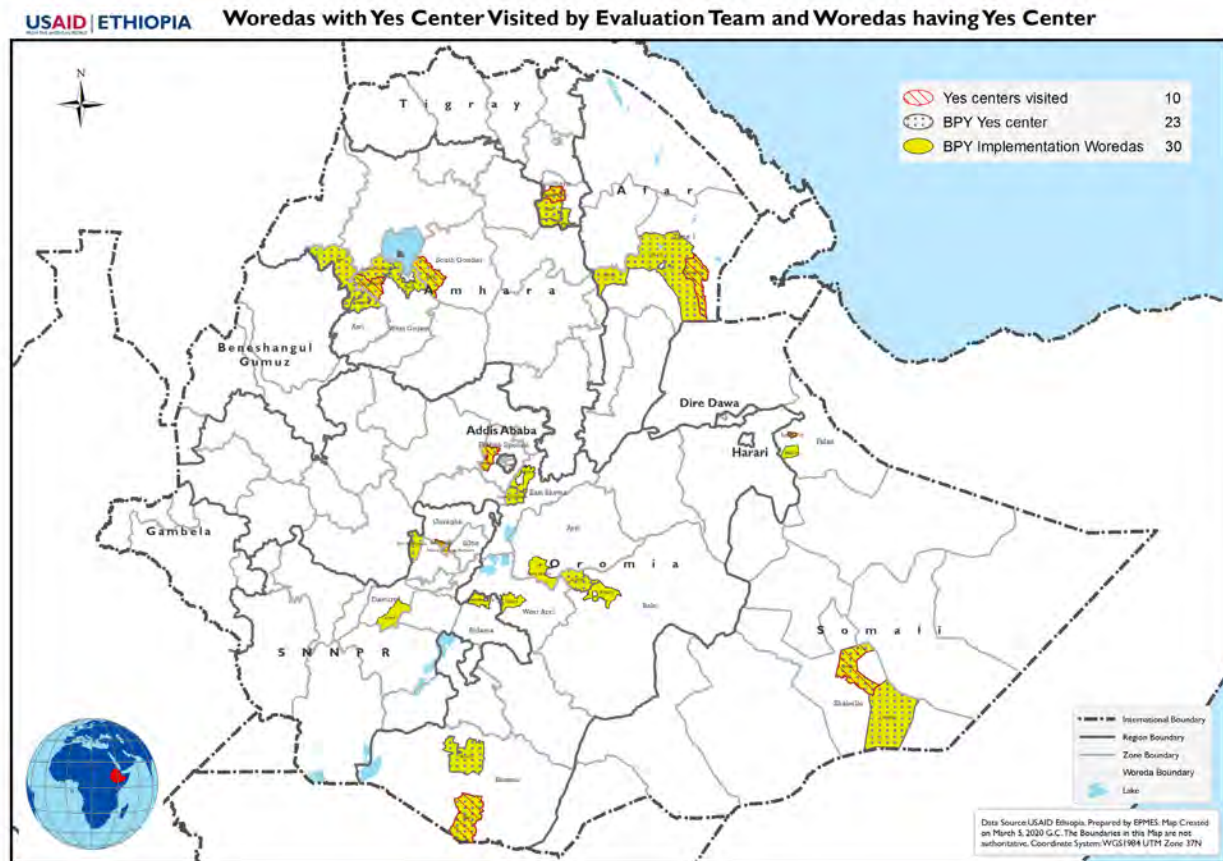 USAID | ETHIOPIA
Woredas with Yes Center Visited by Evaluation Team and Woredas having Yes Center
N
Yes centers visited 10
BPY Yes center 23
BPY Implementation Woredas 30
Tigray
Afar
South Gondar
Amhara
Awi
West Gojam
Beneshangul
Gumuz
Dire Dawa
Addis Ababa
Harari
Fafan
East Shewa
Gambela
Guraghe
Arsi
Oromia
Bale
West Arsi
Sidama
Somali
SNNPR
Shabelle
Borena
International Boundary
Region Boundary
Zone Boundary
Woreda Boundary
Lake
Data Source:USAID Ethiopia. Prepared by EPMES: Map Created
on March 5, 2020 G.C. The Boundaries in this Map are not
authoritative. Coordinate System: WGS1984 UTM Zone 37N